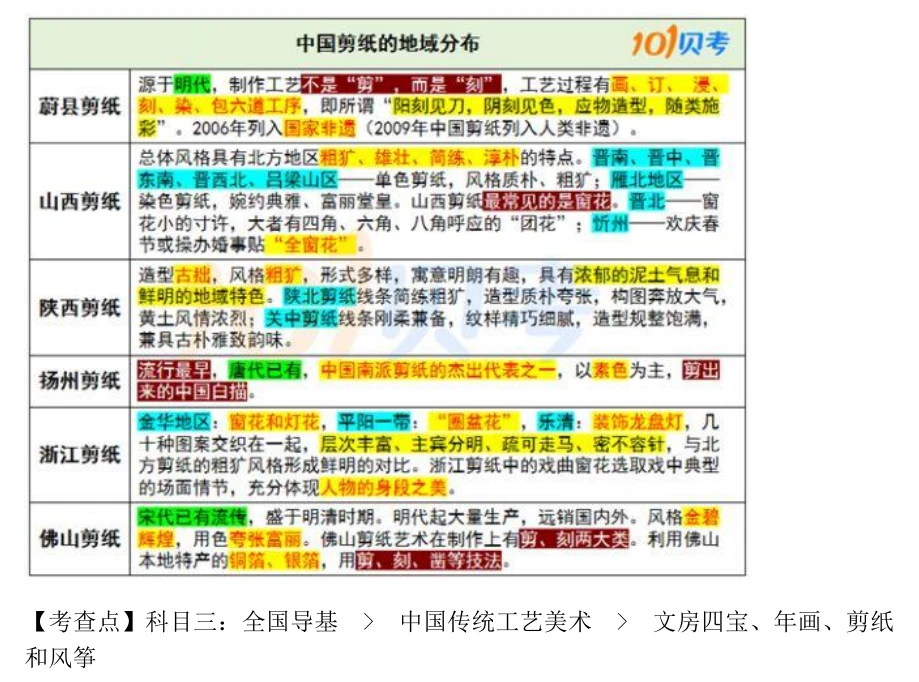 中国剪纸的地域分布
101贝考
蔚县剪纸
源于明代，制作工艺不是“剪”，而是“刻”，工艺过程有画、订、浸、
刻、染、包六道工序，即所谓“阳刻见刀，阴刻见色，应物造型，随类施
彩”。2006年列入国家非遗（2009年中国剪纸列入人类非遗）。
山西剪纸
总体风格具有北方地区粗犷、雄壮、简练、淳朴的特点。晋南、晋中、晋
东南、晋西北、吕梁山区——单色剪纸，风格质朴、粗犷；雁北地区——
染色剪纸，婉约典雅、富丽堂皇。山西剪纸最常见的是窗花。晋北——窗
花小的寸许，大者有四角、六角、八角呼应的“团花”；忻州——欢庆春
节或操办婚事贴“全窗花”。
陕西剪纸
造型古拙，风格粗犷，形式多样，寓意明朗有趣，具有浓郁的泥土气息和
鲜明的地域特色。陕北剪纸线条简练粗犷，造型质朴夸张，构图奔放大气，
黄土风情浓烈；关中剪纸线条刚柔兼备，纹样精巧细腻，造型规整饱满，
兼具古朴雅致韵味。
扬州剪纸
流行最早，唐代已有，中国南派剪纸的杰出代表之一，以素色为主，剪出
来的中国白描。
浙江剪纸
金华地区：窗花和灯花，平阳一带：“圈盆花”，乐清：装饰龙盘灯，几
十种图案交织在一起，层次丰富、主宾分明、疏可走马、密不容针，与北
方剪纸的粗犷风格形成鲜明的对比。浙江剪纸中的戏曲窗花选取戏中典型
的场面情节，充分体现人物的身段之美。
佛山剪纸
宋代已有流传，盛于明清时期。明代起大量生产，远销国内外。风格金碧
辉煌，用色夸张富丽。佛山剪纸艺术在制作上有剪、刻两大类。利用佛山
本地特产的铜箔、银箔，用剪、刻、凿等技法。
【考查点】科目三：全国导基 > 中国传统工艺美术 > 文房四宝、年画、剪纸
和风筝